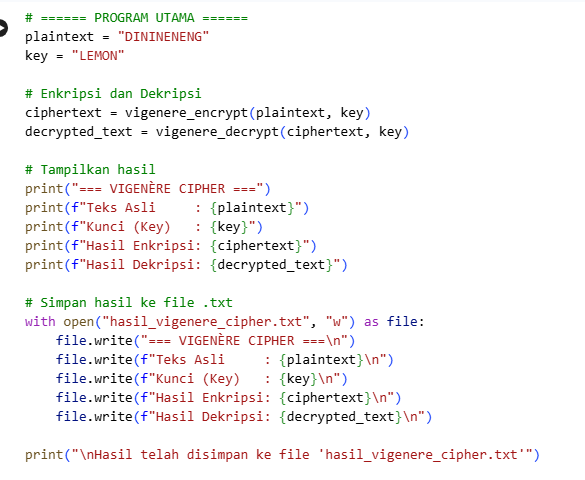 # ====== PROGRAM UTAMA ======
plaintext = "DININENENG"
key = "LEMON"

# Enkripsi dan Dekripsi
ciphertext = vigenere_encrypt(plaintext, key)
decrypted_text = vigenere_decrypt(ciphertext, key)

# Tampilkan hasil
print("=== VIGENÈRE CIPHER ===")
print(f"Teks Asli     : {plaintext}")
print(f"Kunci (Key)   : {key}")
print(f"Hasil Enkripsi: {ciphertext}")
print(f"Hasil Dekripsi: {decrypted_text}")

# Simpan hasil ke file .txt
with open("hasil_vigenere_cipher.txt", "w") as file:
    file.write("=== VIGENÈRE CIPHER ===\n")
    file.write(f"Teks Asli     : {plaintext}\n")
    file.write(f"Kunci (Key)   : {key}\n")
    file.write(f"Hasil Enkripsi: {ciphertext}\n")
    file.write(f"Hasil Dekripsi: {decrypted_text}\n")

print("\nHasil telah disimpan ke file 'hasil_vigenere_cipher.txt'")